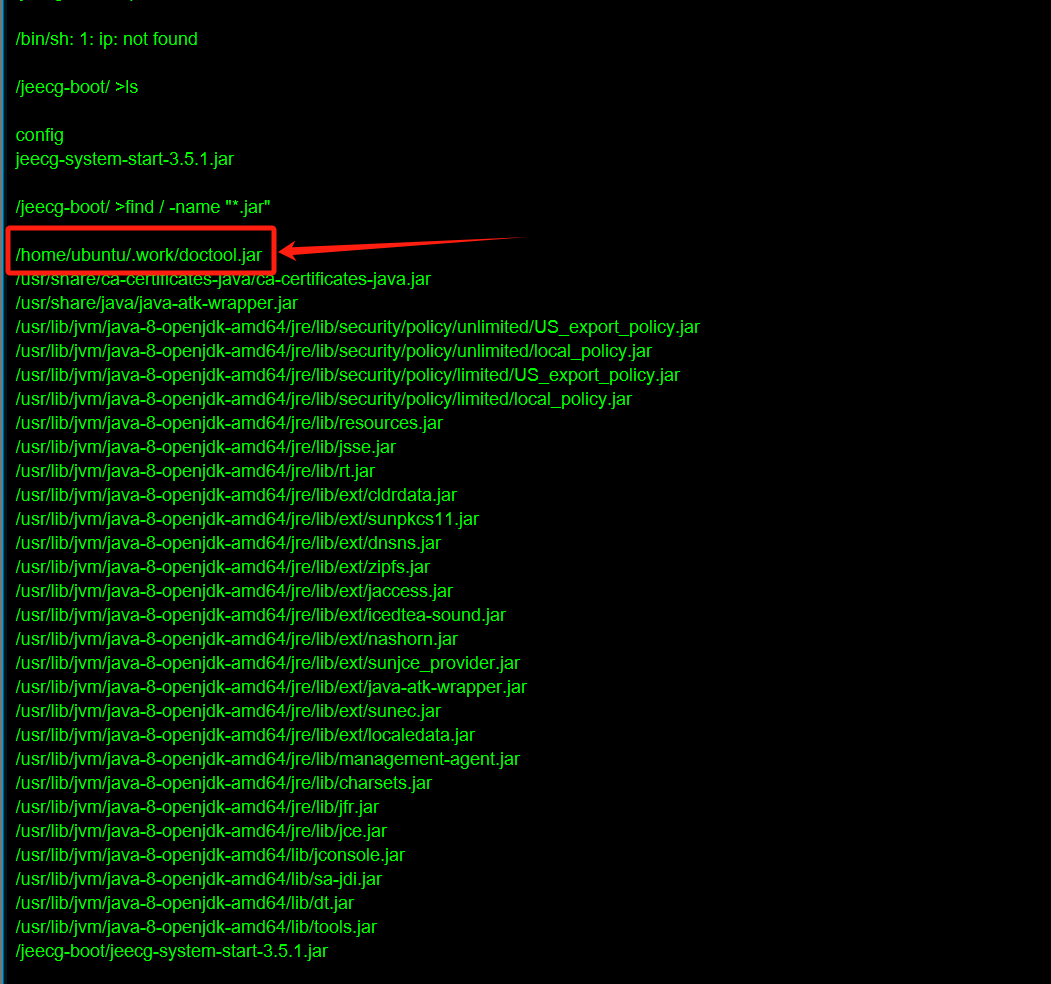 /bin/sh: 1: ip: not found
/jeecg-boot/ >ls
config
jeecg-system-start-3.5.1.jar
/jeecg-boot/ >find / -name "*.jar"
/home/ubuntu/.work/doctool.jar
/usr/share/ca-certificates-java/ca-certificates-java.jar
/usr/share/java/java-atk-wrapper.jar
/usr/lib/jvm/java-8-openjdk-amd64/jre/lib/security/policy/unlimited/US_export_policy.jar
/usr/lib/jvm/java-8-openjdk-amd64/jre/lib/security/policy/unlimited/local_policy.jar
/usr/lib/jvm/java-8-openjdk-amd64/jre/lib/security/policy/limited/US_export_policy.jar
/usr/lib/jvm/java-8-openjdk-amd64/jre/lib/security/policy/limited/local_policy.jar
/usr/lib/jvm/java-8-openjdk-amd64/jre/lib/resources.jar
/usr/lib/jvm/java-8-openjdk-amd64/jre/lib/jsse.jar
/usr/lib/jvm/java-8-openjdk-amd64/jre/lib/rt.jar
/usr/lib/jvm/java-8-openjdk-amd64/jre/lib/ext/cldrdata.jar
/usr/lib/jvm/java-8-openjdk-amd64/jre/lib/ext/sunpkcs11.jar
/usr/lib/jvm/java-8-openjdk-amd64/jre/lib/ext/dnsns.jar
/usr/lib/jvm/java-8-openjdk-amd64/jre/lib/ext/zipfs.jar
/usr/lib/jvm/java-8-openjdk-amd64/jre/lib/ext/jaccess.jar
/usr/lib/jvm/java-8-openjdk-amd64/jre/lib/ext/icedtea-sound.jar
/usr/lib/jvm/java-8-openjdk-amd64/jre/lib/ext/nashorn.jar
/usr/lib/jvm/java-8-openjdk-amd64/jre/lib/ext/sunjce_provider.jar
/usr/lib/jvm/java-8-openjdk-amd64/jre/lib/ext/java-atk-wrapper.jar
/usr/lib/jvm/java-8-openjdk-amd64/jre/lib/ext/sunec.jar
/usr/lib/jvm/java-8-openjdk-amd64/jre/lib/ext/localedata.jar
/usr/lib/jvm/java-8-openjdk-amd64/jre/lib/management-agent.jar
/usr/lib/jvm/java-8-openjdk-amd64/jre/lib/charsets.jar
/usr/lib/jvm/java-8-openjdk-amd64/jre/lib/jfr.jar
/usr/lib/jvm/java-8-openjdk-amd64/jre/lib/jce.jar
/usr/lib/jvm/java-8-openjdk-amd64/lib/jconsole.jar
/usr/lib/jvm/java-8-openjdk-amd64/lib/sa-jdi.jar
/usr/lib/jvm/java-8-openjdk-amd64/lib/dt.jar
/usr/lib/jvm/java-8-openjdk-amd64/lib/tools.jar
/jeecg-boot/jeecg-system-start-3.5.1.jar